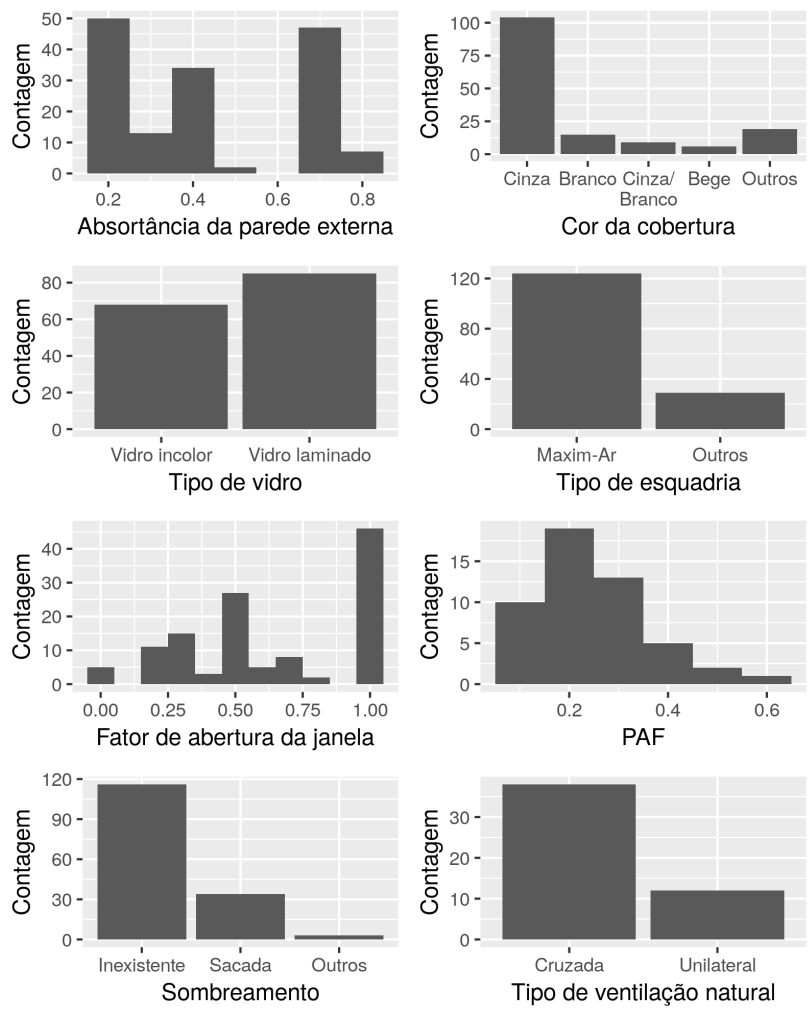 Contagem
50
40
30
20
10
0
0.2 0.4 0.6 0.8
Absortância da parede externa
Contagem
100
75
50
25
0
Cinza Branco Cinza/ Bege Outros
Branco
Cor da cobertura
Contagem
80
60
40
20
0
Vidro incolor Vidro laminado
Tipo de vidro
Contagem
120
80
40
0
Maxim-Ar Outros
Tipo de esquadria
Contagem
40
30
20
10
0
0.00 0.25 0.50 0.75 1.00
Fator de abertura da janela
Contagem
15
10
5
0
0.2 0.4 0.6
PAF
Contagem
120
90
60
30
0
Inexistente Sacada Outros
Sombreamento
Contagem
30
20
10
0
Cruzada Unilateral
Tipo de ventilação natural